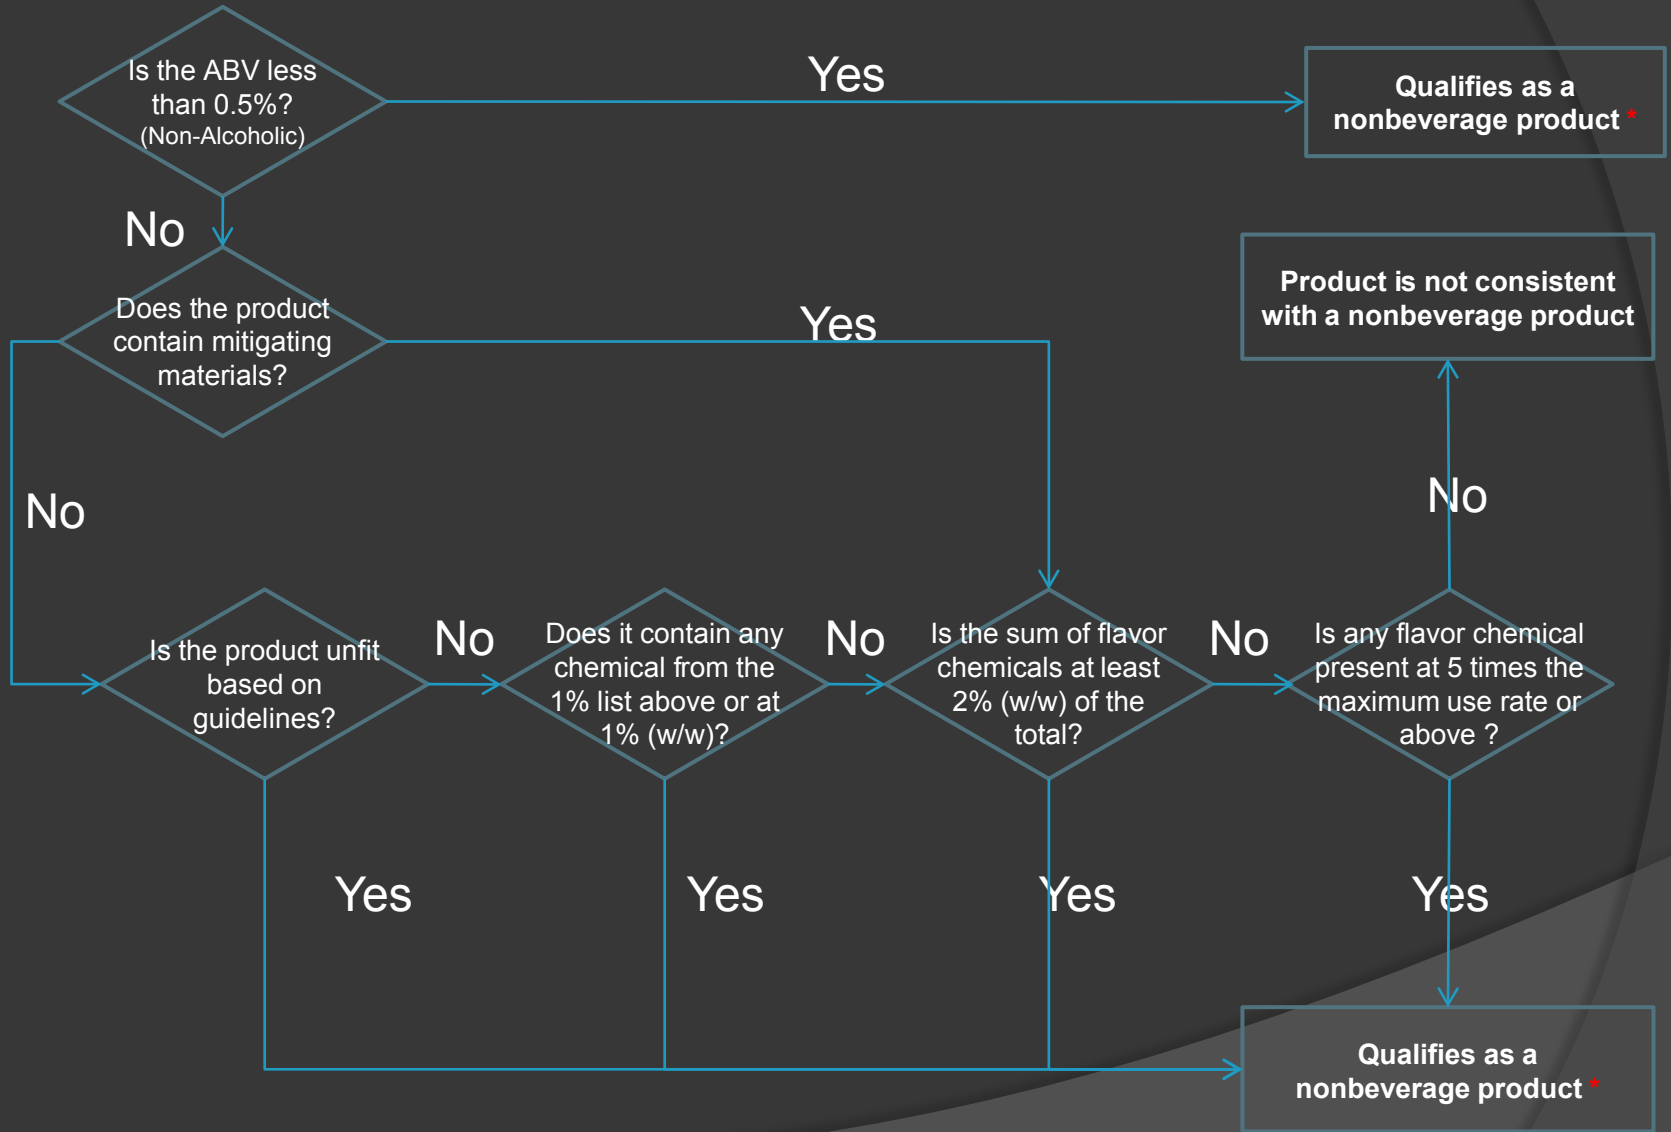 Is the ABV less
than 0.5%?
(Non-Alcoholic)
Yes
Qualifies as a
nonbeverage product *
No
Does the product
contain mitigating
materials?
Yes
Product is not consistent
with a nonbeverage product
No
No
Is the product unfit
based on
guidelines?
No
Does it contain any
chemical from the
1% list above or at
1% (w/w)?
No
Is the sum of flavor
chemicals at least
2% (w/w) of the
total?
No
Is any flavor chemical
present at 5 times the
maximum use rate or
above ?
Yes
Yes
Yes
Yes
Qualifies as a
nonbeverage product *